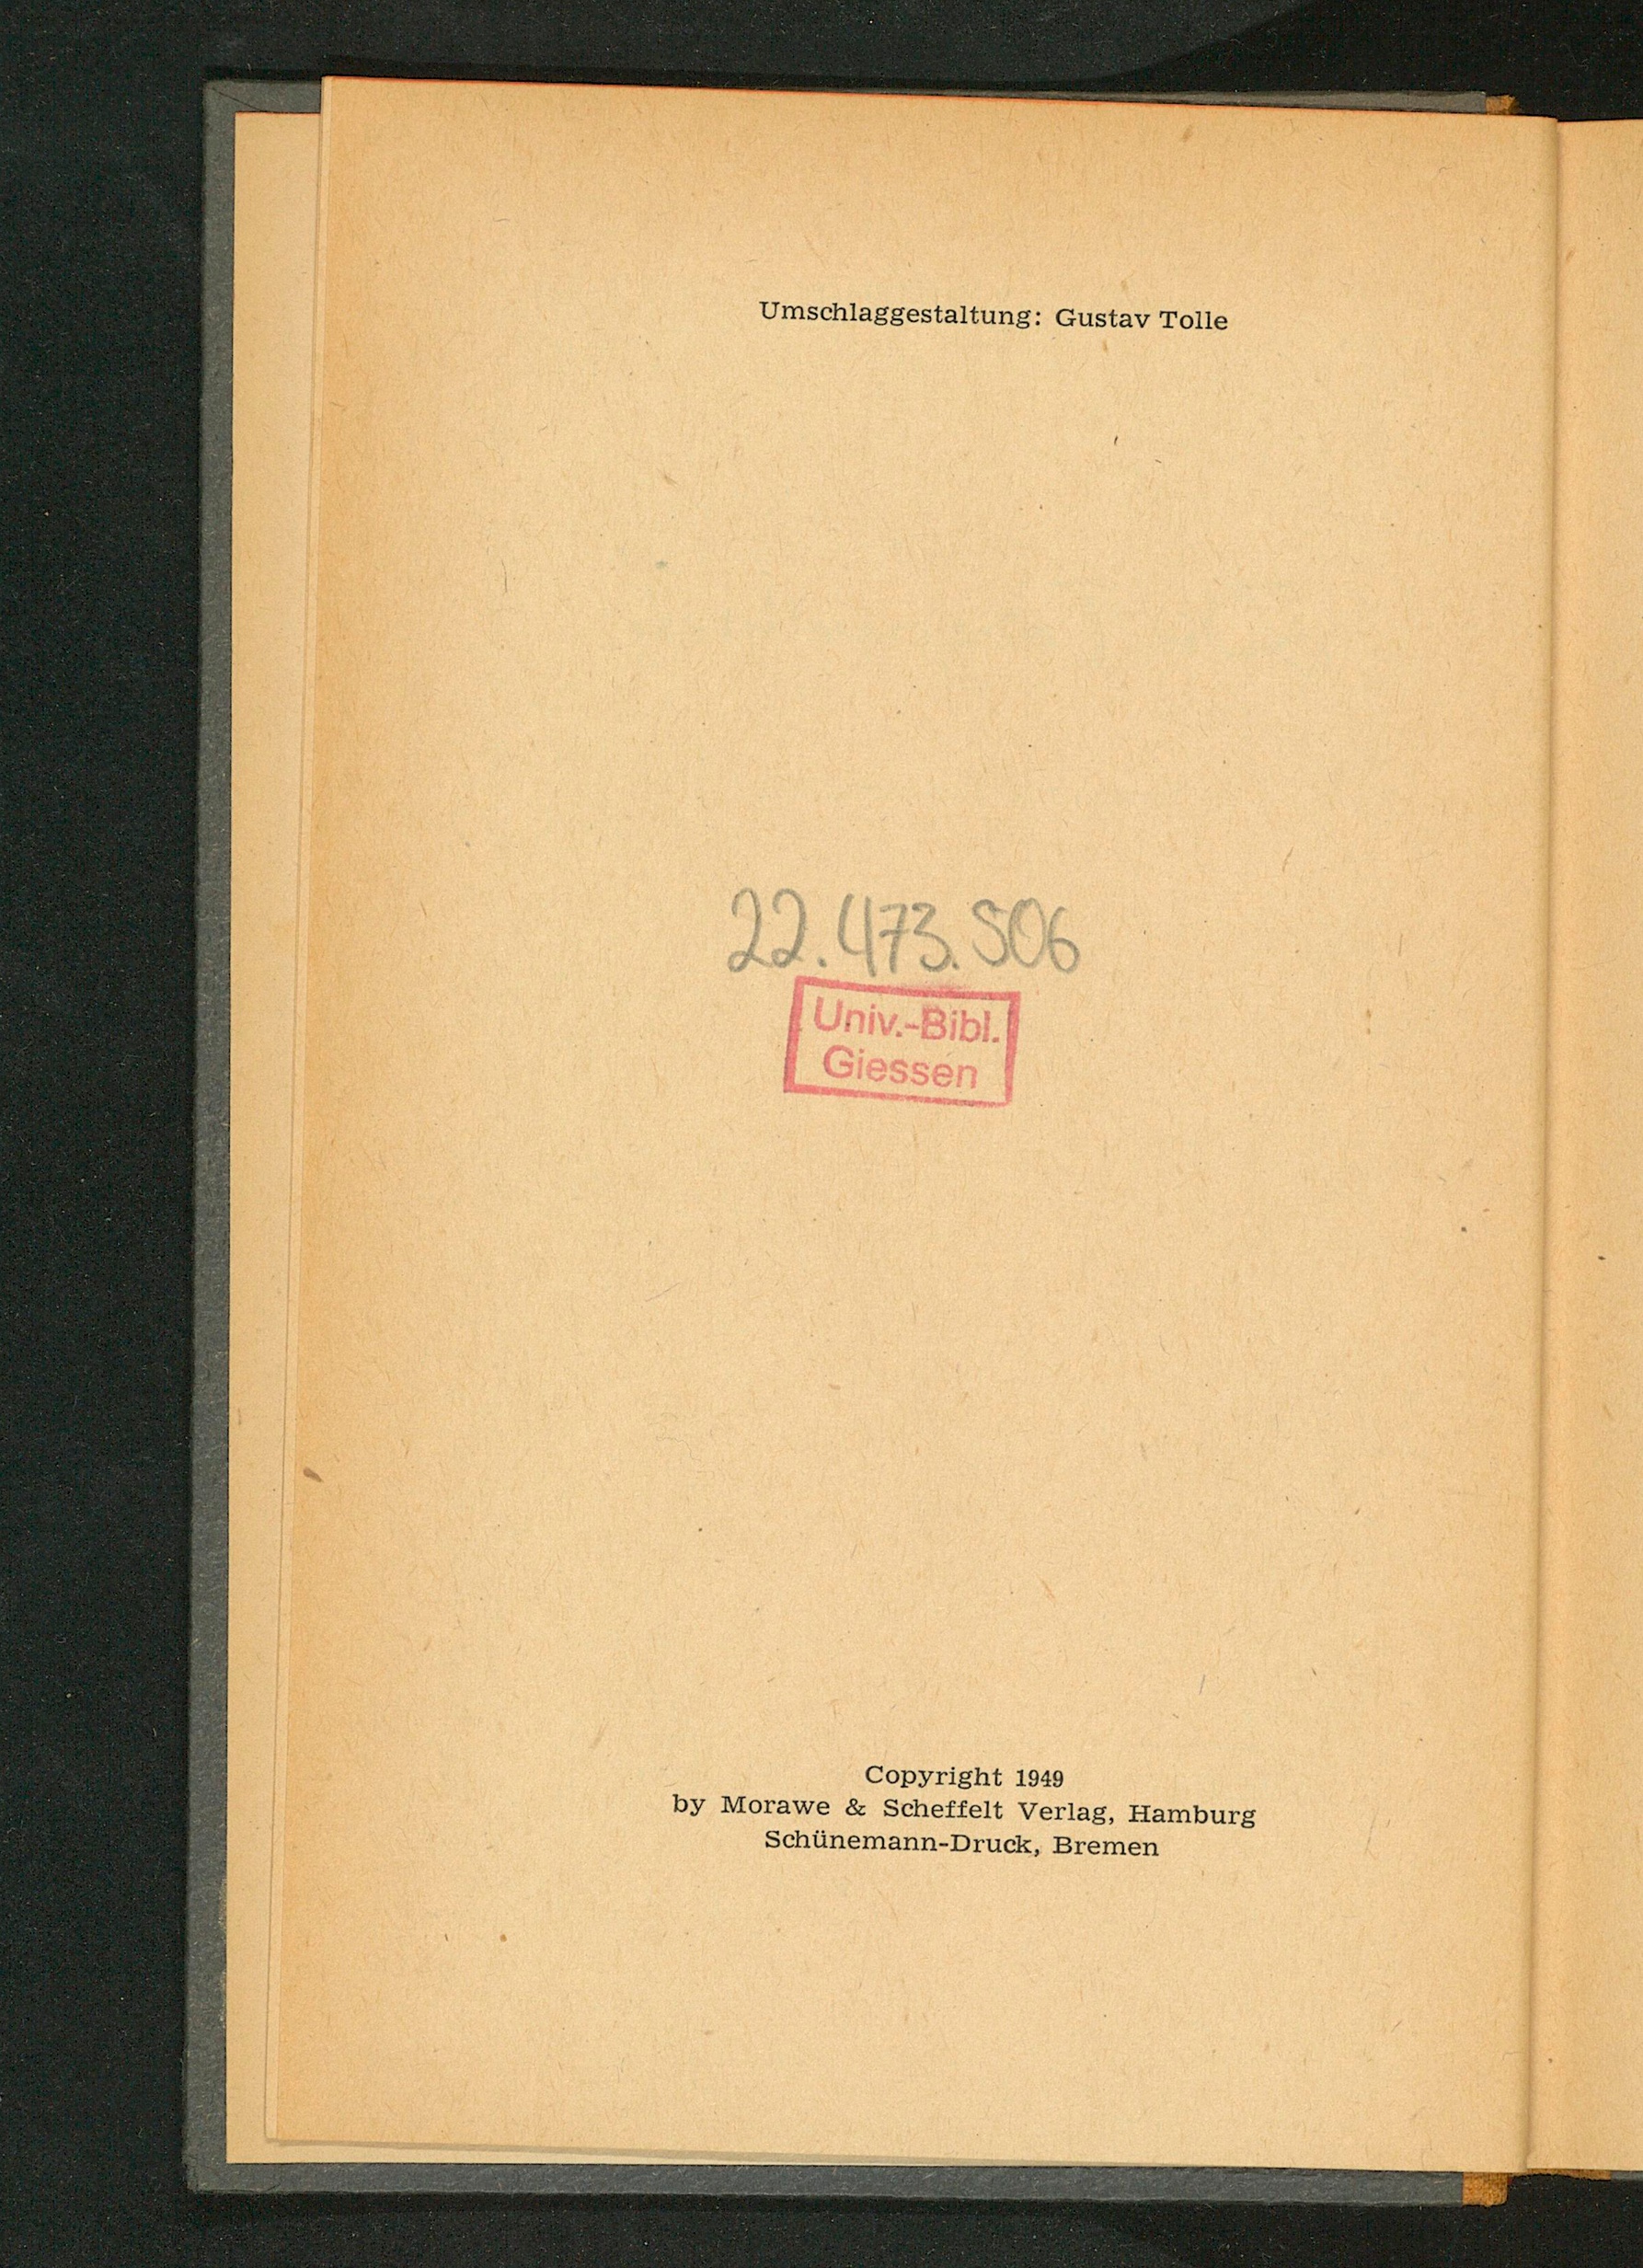 Umschlaggestaltung: Gustav Tolle
22.473.506
Univ.-Bibl.
Giessen
Copyright 1949
by Morawe & Scheffelt Verlag, Hamburg
Schünemann-Druck, Bremen